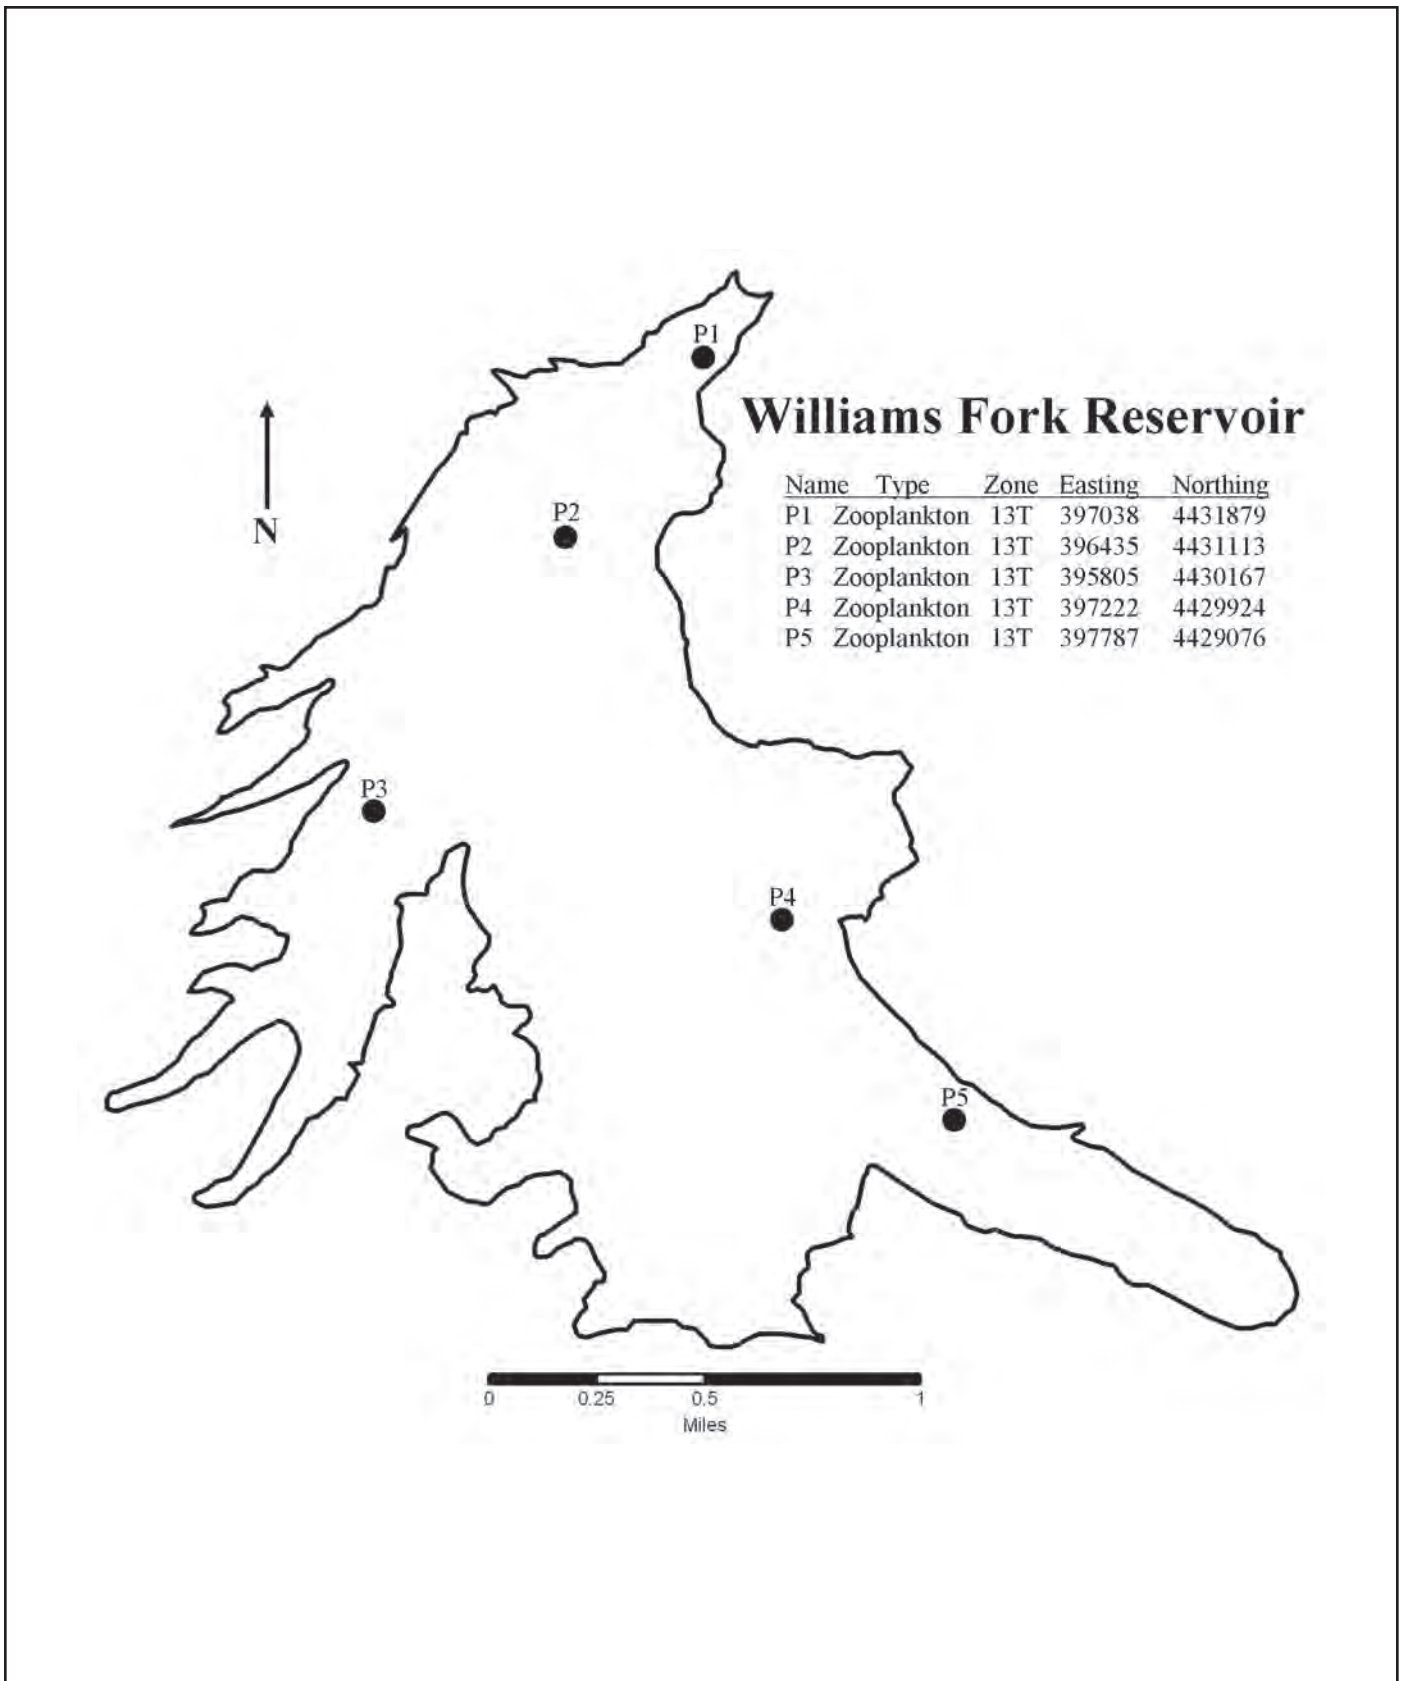 P1
Williams Fork Reservoir
Name Type Zone Easting Northing
P1 Zooplankton 13T 397038 4431879
P2 Zooplankton 13T 396435 4431113
P3 Zooplankton 13T 395805 4430167
P4 Zooplankton 13T 397222 4429924
P5 Zooplankton 13T 397787 4429076
N
P2
P3
P4
P5
0 0.25 0.5 1
Miles